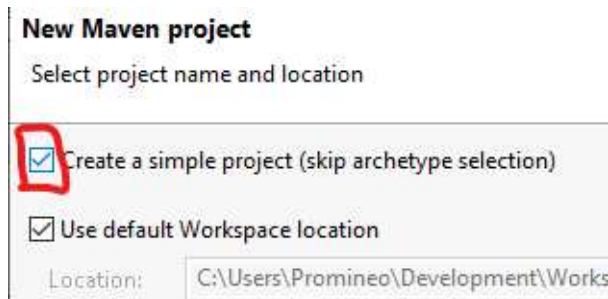 New Maven project
Select project name and location
Create a simple project (skip archetype selection)
Use default Workspace location
Location: C:\Users\Promineo\Development\Works